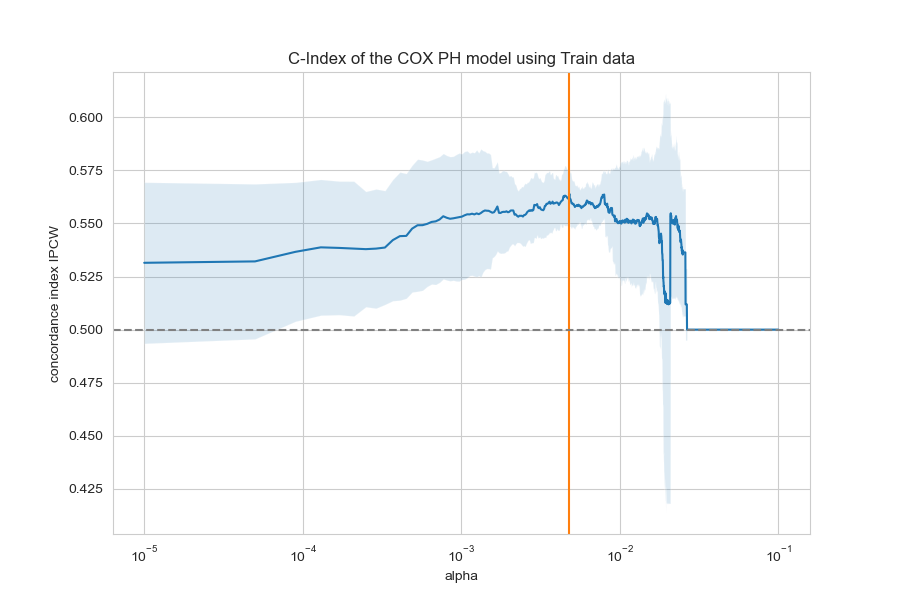 C-Index of the COX PH model using Train data
concordance index IPCW
0.600
0.575
0.550
0.525
0.500
0.475
0.450
0.425
10⁻⁵ 10⁻⁴ 10⁻³ 10⁻² 10⁻¹
alpha